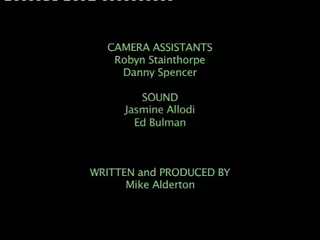 CAMERA ASSISTANTS
Robyn Stainthorpe
Danny Spencer
SOUND
Jasmine Allodi
Ed Bulman
WRITTEN and PRODUCED BY
Mike Alderton